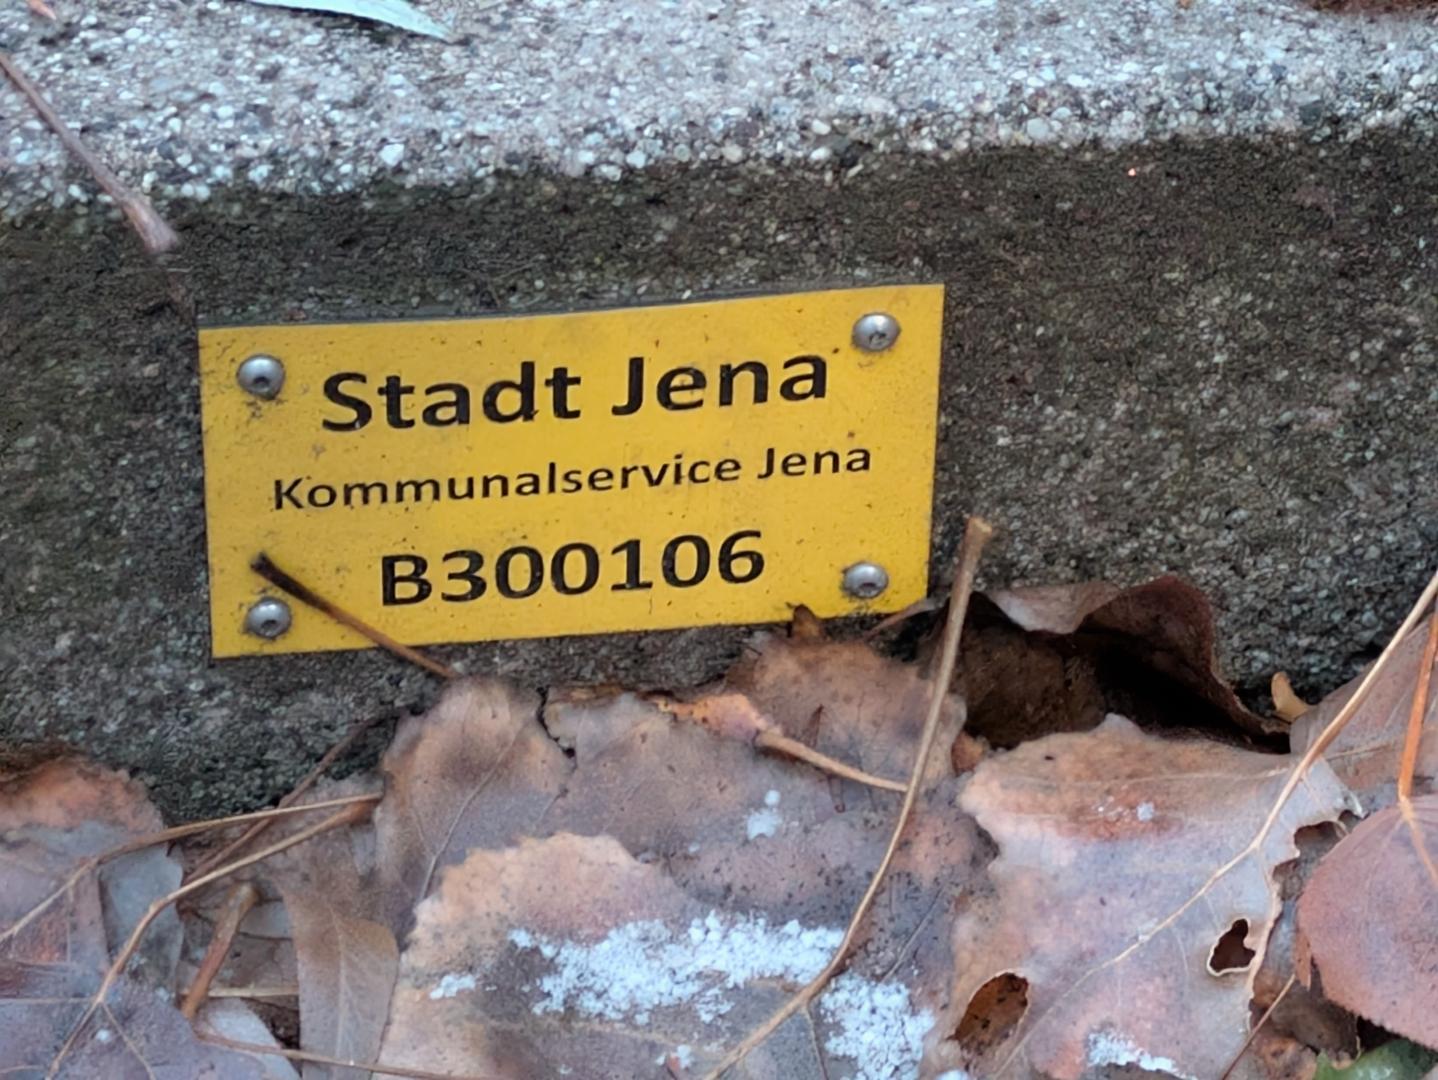 Stadt Jena
Kommunalservice Jena
B300106